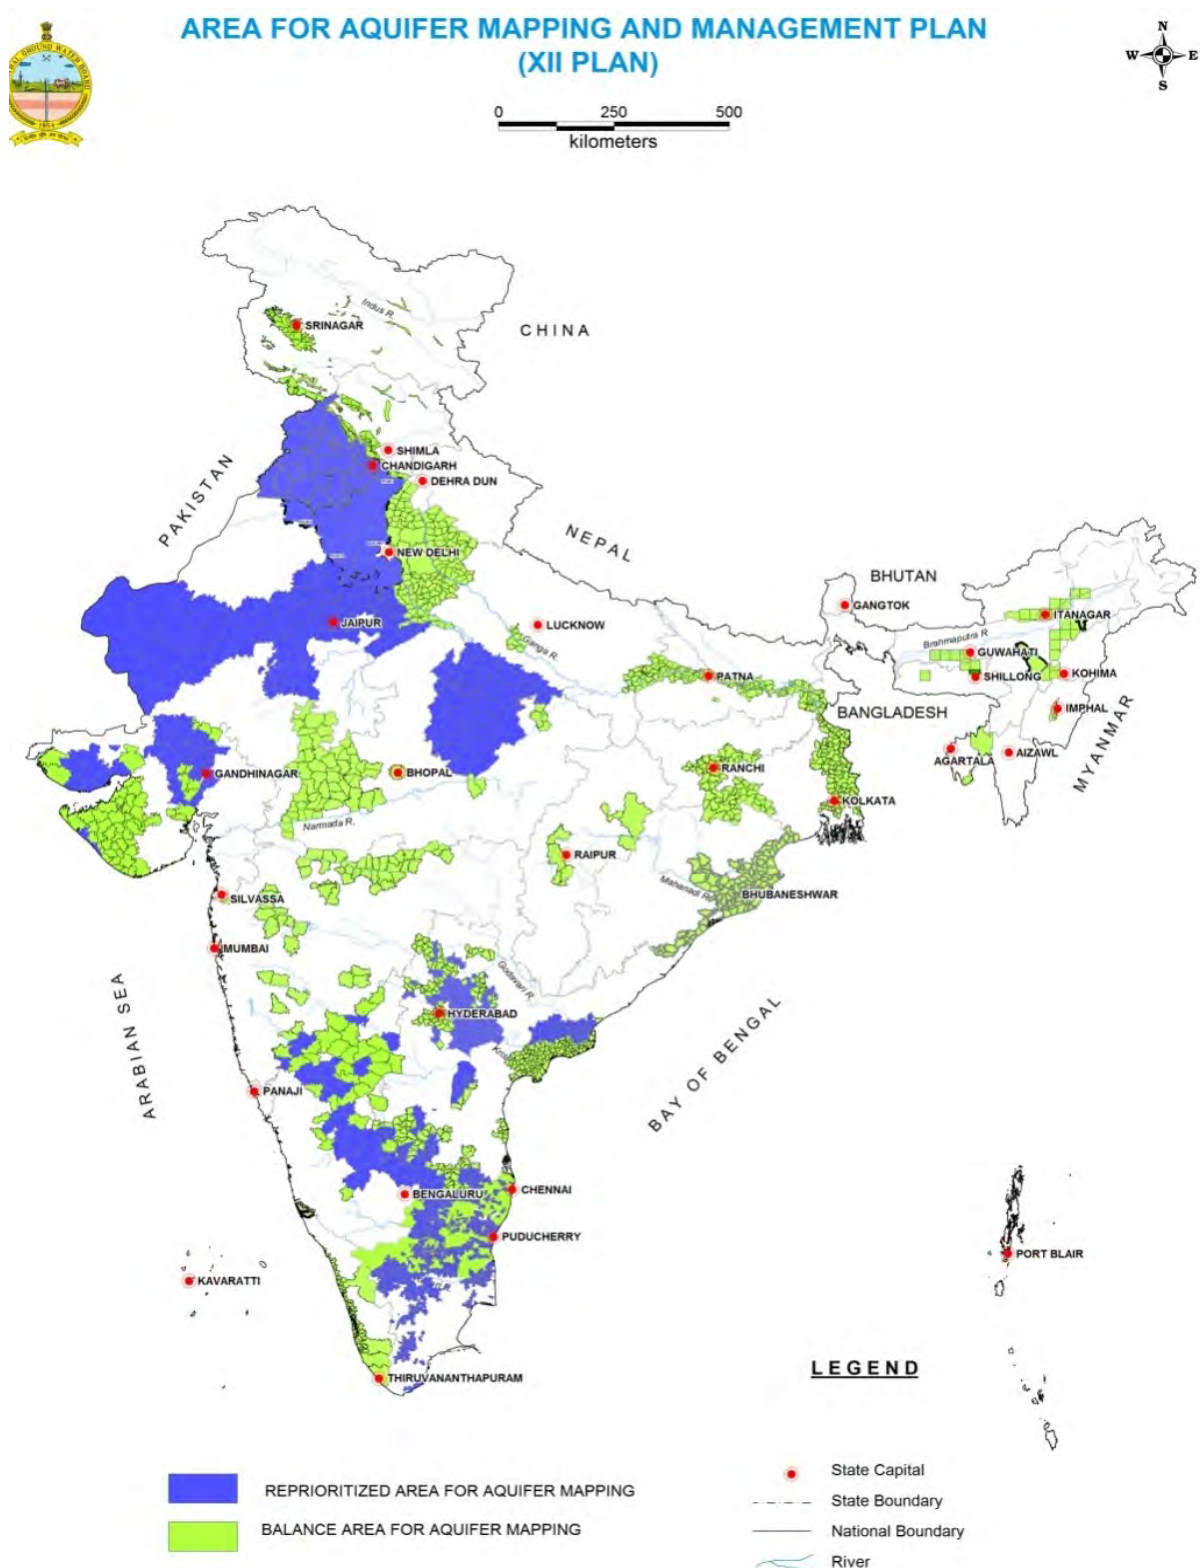 AREA FOR AQUIFER MAPPING AND MANAGEMENT PLAN
(XII PLAN)
N
W E
S
0 250 500
kilometers
Indus R.
SRINAGAR
CHINA
SHIMLA
CHANDIGARH
DEHRA DUN
PAKISTAN
NEPAL
NEW DELHI
BHUTAN
GANGTOK
ITANAGAR
JAIPUR
LUCKNOW
Ganga R.
Brahmaputra R
GUWAHATI
SHILLONG
KOHIMA
PATNA
BANGLADESH
IMPHAL
MYANMAR
AGARTALA
AIZAWL
GANDHINAGAR
BHOPAL
RANCHI
KOLKATA
Narmada R.
RAIPUR
Mahanadi R.
BHUBANESHWAR
SILVASSA
MUMBAI
Godavari R.
HYDERABAD
ARABIAN SEA
BAY OF BENGAL
PANAJI
BENGALURU
CHENNAI
PUDUCHERRY
PORT BLAIR
KAVARATTI
THIRUVANANTHAPURAM
LEGEND
REPRIORITIZED AREA FOR AQUIFER MAPPING
BALANCE AREA FOR AQUIFER MAPPING
State Capital
State Boundary
National Boundary
River